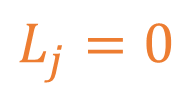 L_j = 0